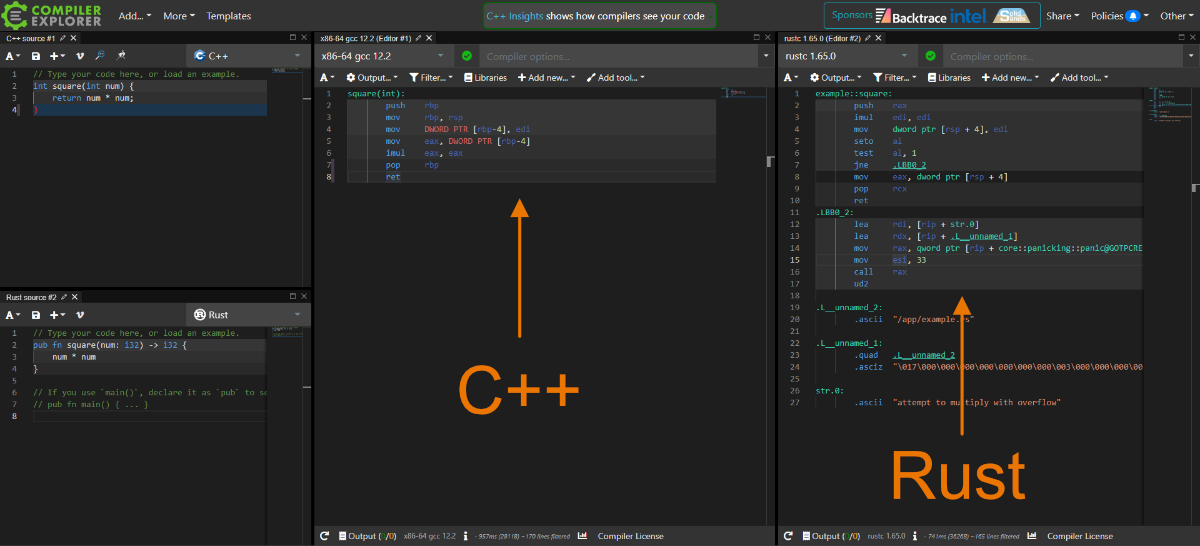 COMPILER
EXPLORER
Add...
More
Templates
C++ Insights shows how compilers see your code
Sponsors
Backtrace
intel
Solid Sands
Share
Policies
Other
C++ source #1
A
C++
1 // Type your code here, or load an example.
2 int square(int num) {
3 return num * num;
4 }
Rust source #2
A
Rust
1 // Type your code here, or load an example.
2 pub fn square(num: i32) -> i32 {
3 num * num
4 }
5
6 // If you use `main()`, declare it as `pub` to se
7 // pub fn main() { ... }
8
x86-64 gcc 12.2 (Editor #1)
x86-64 gcc 12.2
Compiler options...
A
Output...
Filter...
Libraries
Add new...
Add tool...
1 square(int):
2 push rbp
3 mov rbp, rsp
4 mov DWORD PTR [rbp-4], edi
5 mov eax, DWORD PTR [rbp-4]
6 imul eax, eax
7 pop rbp
8 ret
C++
Output (0/0) x86-64 gcc 12.2 - 957ms (2811B) ~170 lines filtered
Compiler License
rustc 1.65.0 (Editor #2)
rustc 1.65.0
Compiler options...
A
Output...
Filter...
Libraries
Add new...
Add tool...
1 example::square:
2 push rax
3 imul edi, edi
4 mov dword ptr [rsp + 4], edi
5 seto al
6 test al, 1
7 jne .LBB0_2
8 mov eax, dword ptr [rsp + 4]
9 pop rcx
10 ret
11 .LBB0_2:
12 lea rdi, [rip + str.0]
13 lea rdx, [rip + .L__unnamed_1]
14 mov rax, qword ptr [rip + core::panicking::panic@GOTPCRE
15 mov esi, 33
16 call rax
17 ud2
18
19 .L__unnamed_2:
20 .ascii "/app/example.rs"
21
22 .L__unnamed_1:
23 .quad .L__unnamed_2
24 .asciz "\017\000\000\000\000\000\000\000\003\000\000\000\00
25
26 str.0:
27 .ascii "attempt to multiply with overflow"
Rust
Output (0/0) rustc 1.65.0 - 741ms (3626B) ~165 lines filtered
Compiler License